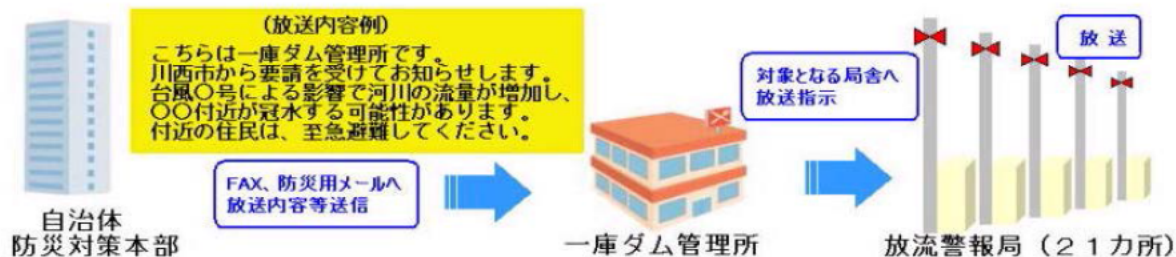 （放送内容例）
こちらは一庫ダム管理所です。
川西市から要請を受けてお知らせします。
台風〇号による影響で河川の流量が増加し、
〇〇付近が冠水する可能性があります。
付近の住民は、至急避難してください。
FAX、防災用メールへ
放送内容等送信
対象となる局舎へ
放送指示
放送
自治体
防災対策本部
一庫ダム管理所
放流警報局（２１カ所）